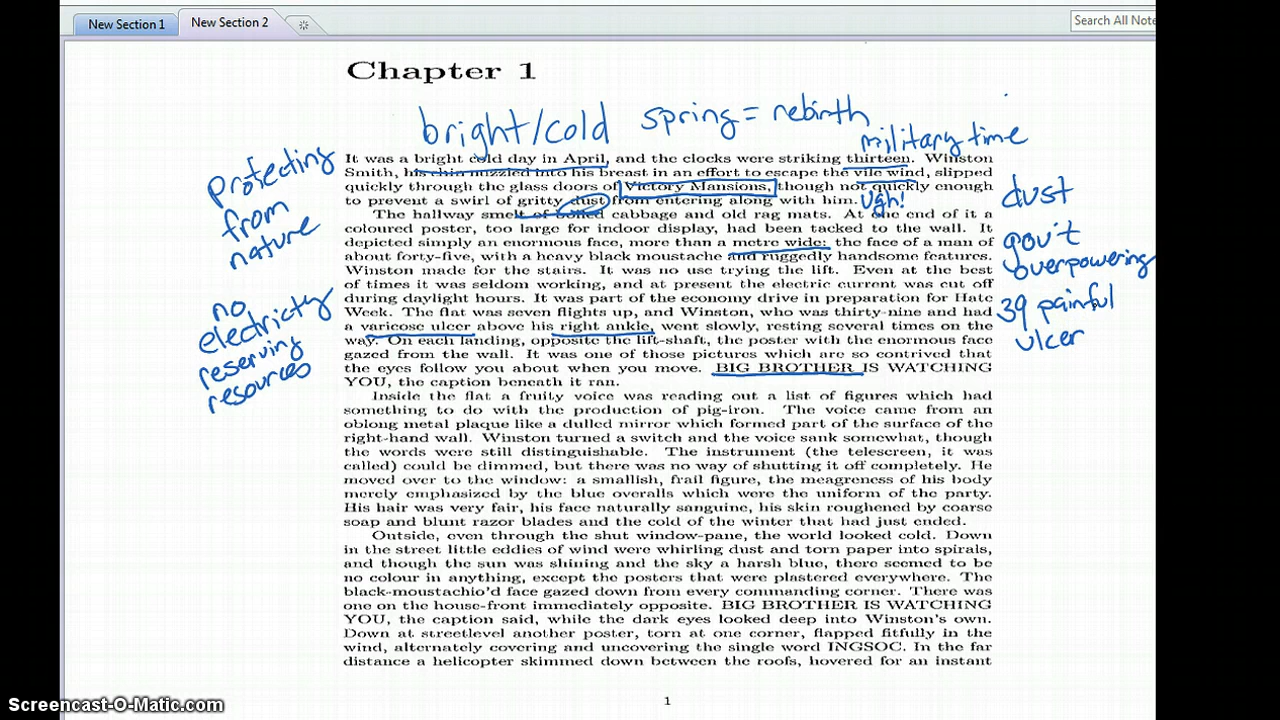 New Section 1
New Section 2
Search All Note
Chapter 1
bright/cold
spring = rebirth
military time
protecting
from
nature
It was a bright cold day in April, and the clocks were striking thirteen. Winston
Smith, his chin nuzzled into his breast in an effort to escape the vile wind, slipped
quickly through the glass doors of Victory Mansions, though not quickly enough
to prevent a swirl of gritty dust from entering along with him.
Ugh!
dust
gov't
overpowering
39 painful
ulcer
The hallway smelt of boiled cabbage and old rag mats. At one end of it a
coloured poster, too large for indoor display, had been tacked to the wall. It
depicted simply an enormous face, more than a metre wide: the face of a man of
about forty-five, with a heavy black moustache and ruggedly handsome features.
Winston made for the stairs. It was no use trying the lift. Even at the best
of times it was seldom working, and at present the electric current was cut off
during daylight hours. It was part of the economy drive in preparation for Hate
Week. The flat was seven flights up, and Winston, who was thirty-nine and had
a varicose ulcer above his right ankle, went slowly, resting several times on the
way. On each landing, opposite the lift-shaft, the poster with the enormous face
gazed from the wall. It was one of those pictures which are so contrived that
the eyes follow you about when you move. BIG BROTHER IS WATCHING
YOU, the caption beneath it ran.
no
electricity
reserving
resources
Inside the flat a fruity voice was reading out a list of figures which had
something to do with the production of pig-iron. The voice came from an
oblong metal plaque like a dulled mirror which formed part of the surface of the
right-hand wall. Winston turned a switch and the voice sank somewhat, though
the words were still distinguishable. The instrument (the telescreen, it was
called) could be dimmed, but there was no way of shutting it off completely. He
moved over to the window: a smallish, frail figure, the meagreness of his body
merely emphasized by the blue overalls which were the uniform of the party.
His hair was very fair, his face naturally sanguine, his skin roughened by coarse
soap and blunt razor blades and the cold of the winter that had just ended.
Outside, even through the shut window-pane, the world looked cold. Down
in the street little eddies of wind were whirling dust and torn paper into spirals,
and though the sun was shining and the sky a harsh blue, there seemed to be
no colour in anything, except the posters that were plastered everywhere. The
black-moustachio'd face gazed down from every commanding corner. There was
one on the house-front immediately opposite. BIG BROTHER IS WATCHING
YOU, the caption said, while the dark eyes looked deep into Winston's own.
Down at streetlevel another poster, torn at one corner, flapped fitfully in the
wind, alternately covering and uncovering the single word INGSOC. In the far
distance a helicopter skimmed down between the roofs, hovered for an instant
1
Screencast-O-Matic.com